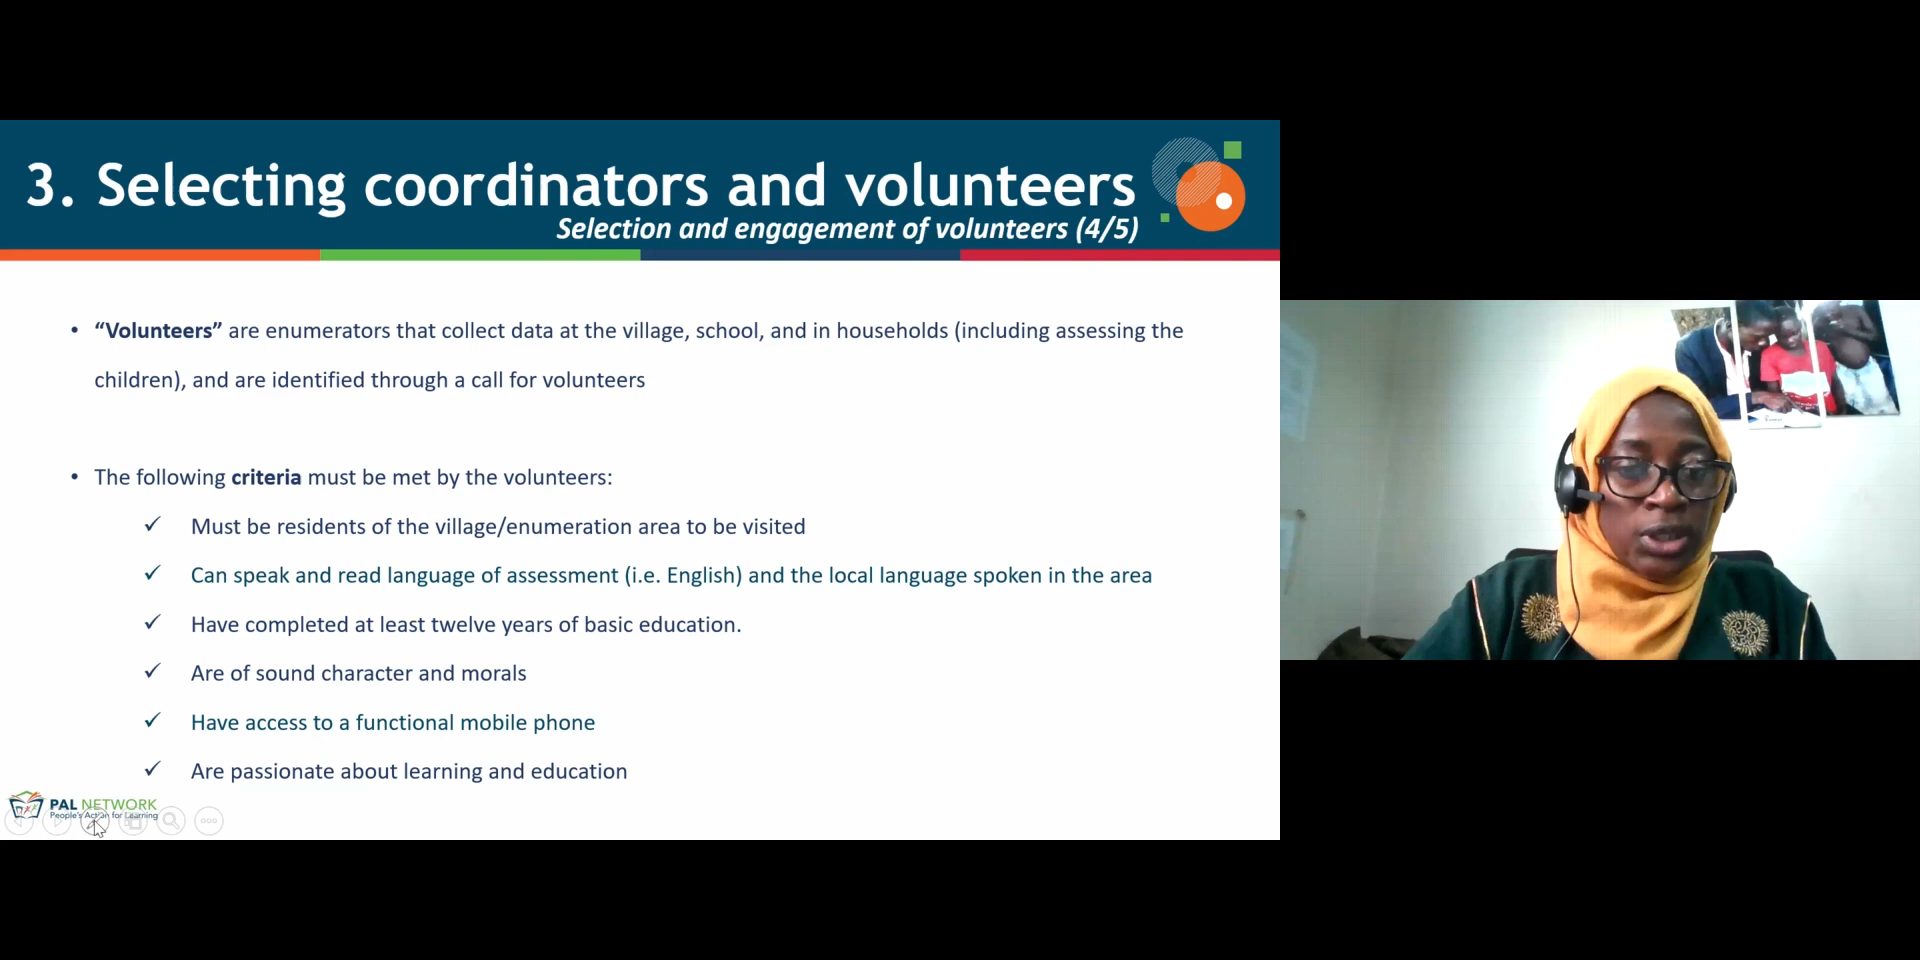 3. Selecting coordinators and volunteers
Selection and engagement of volunteers (4/5)
• “Volunteers” are enumerators that collect data at the village, school, and in households (including assessing the
children), and are identified through a call for volunteers
• The following criteria must be met by the volunteers:
✓ Must be residents of the village/enumeration area to be visited
✓ Can speak and read language of assessment (i.e. English) and the local language spoken in the area
✓ Have completed at least twelve years of basic education.
✓ Are of sound character and morals
✓ Have access to a functional mobile phone
✓ Are passionate about learning and education
PAL NETWORK
People's Action for Learning